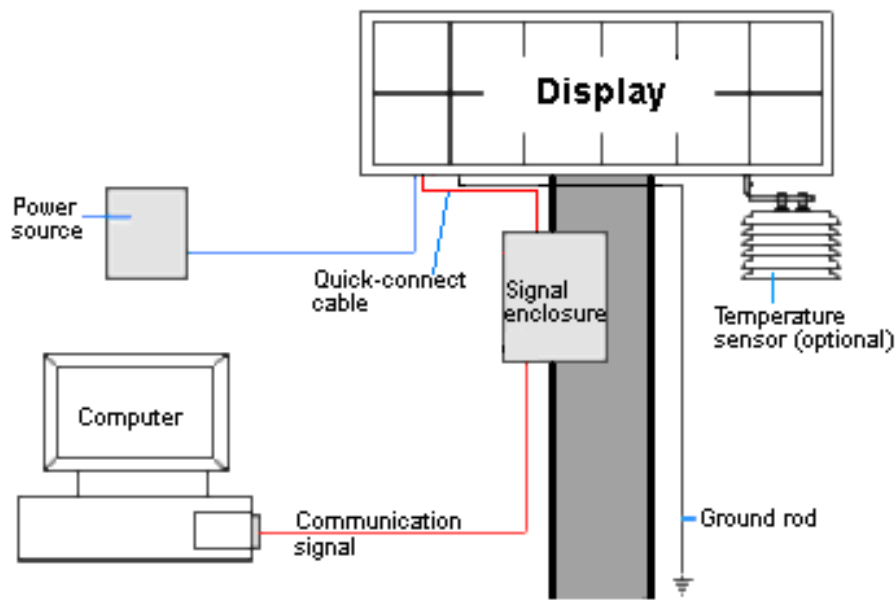 Display
Power
source
Quick-connect
cable
Signal
enclosure
Temperature
sensor (optional)
Computer
Communication
signal
Ground rod